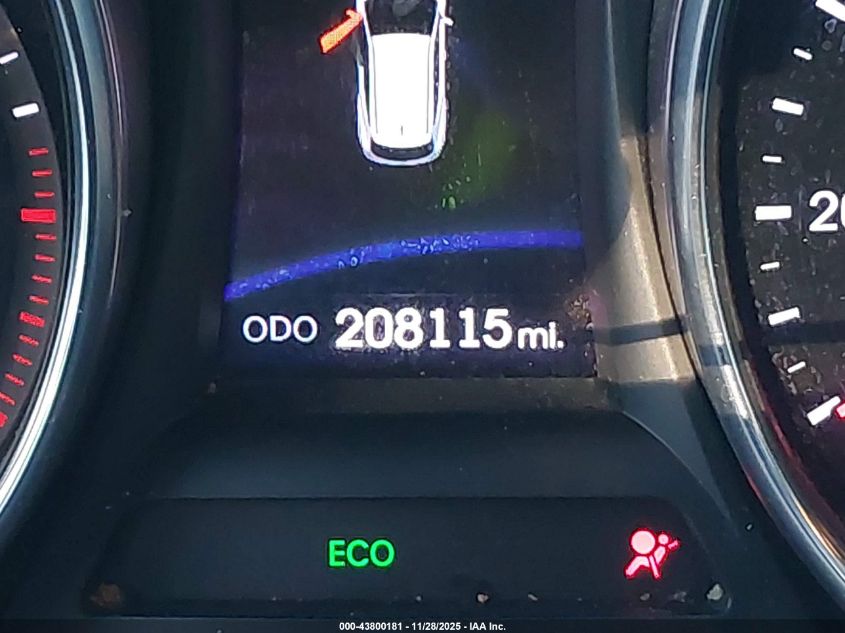 ODO 208115 mi.
ECO
000-43800181 - 11/28/2025 - IAA Inc.